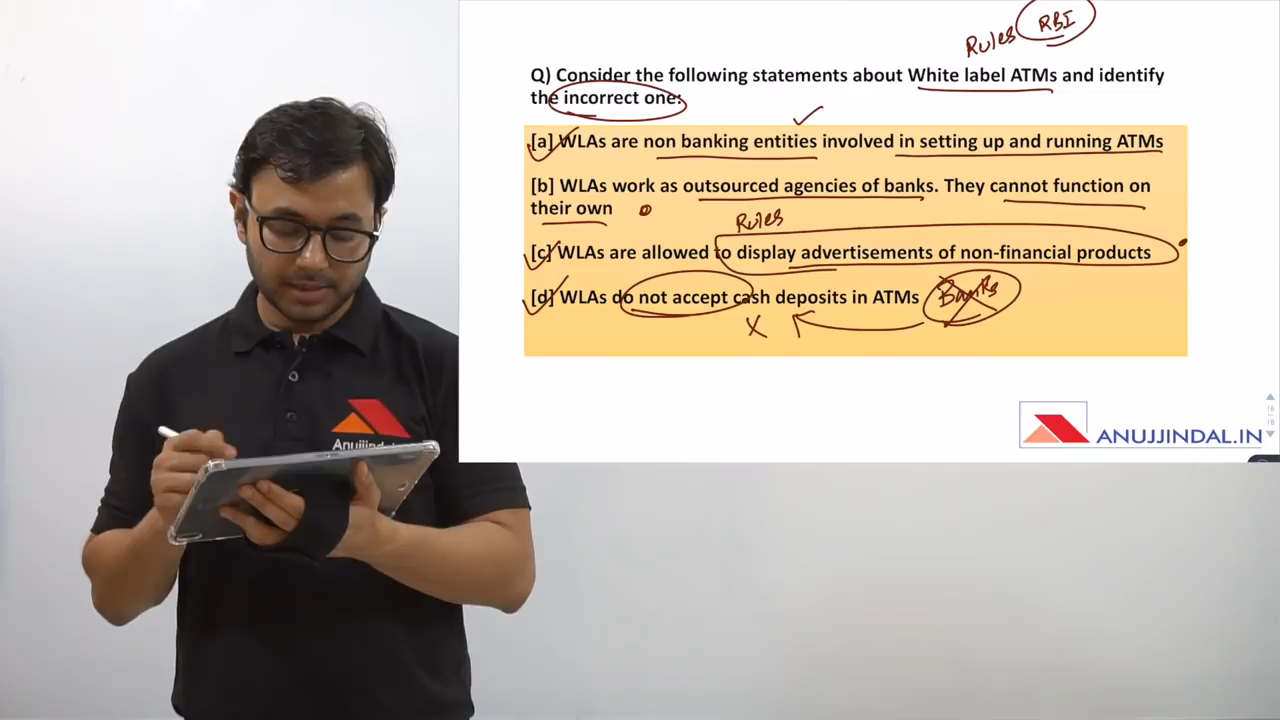 Rules RBI
Q) Consider the following statements about White label ATMs and identify
the incorrect one:
[a] WLAs are non banking entities involved in setting up and running ATMs
[b] WLAs work as outsourced agencies of banks. They cannot function on
their own
Rules
[c] WLAs are allowed to display advertisements of non-financial products
[d] WLAs do not accept cash deposits in ATMs Banks
X
ANUJJINDAL.IN
16
18